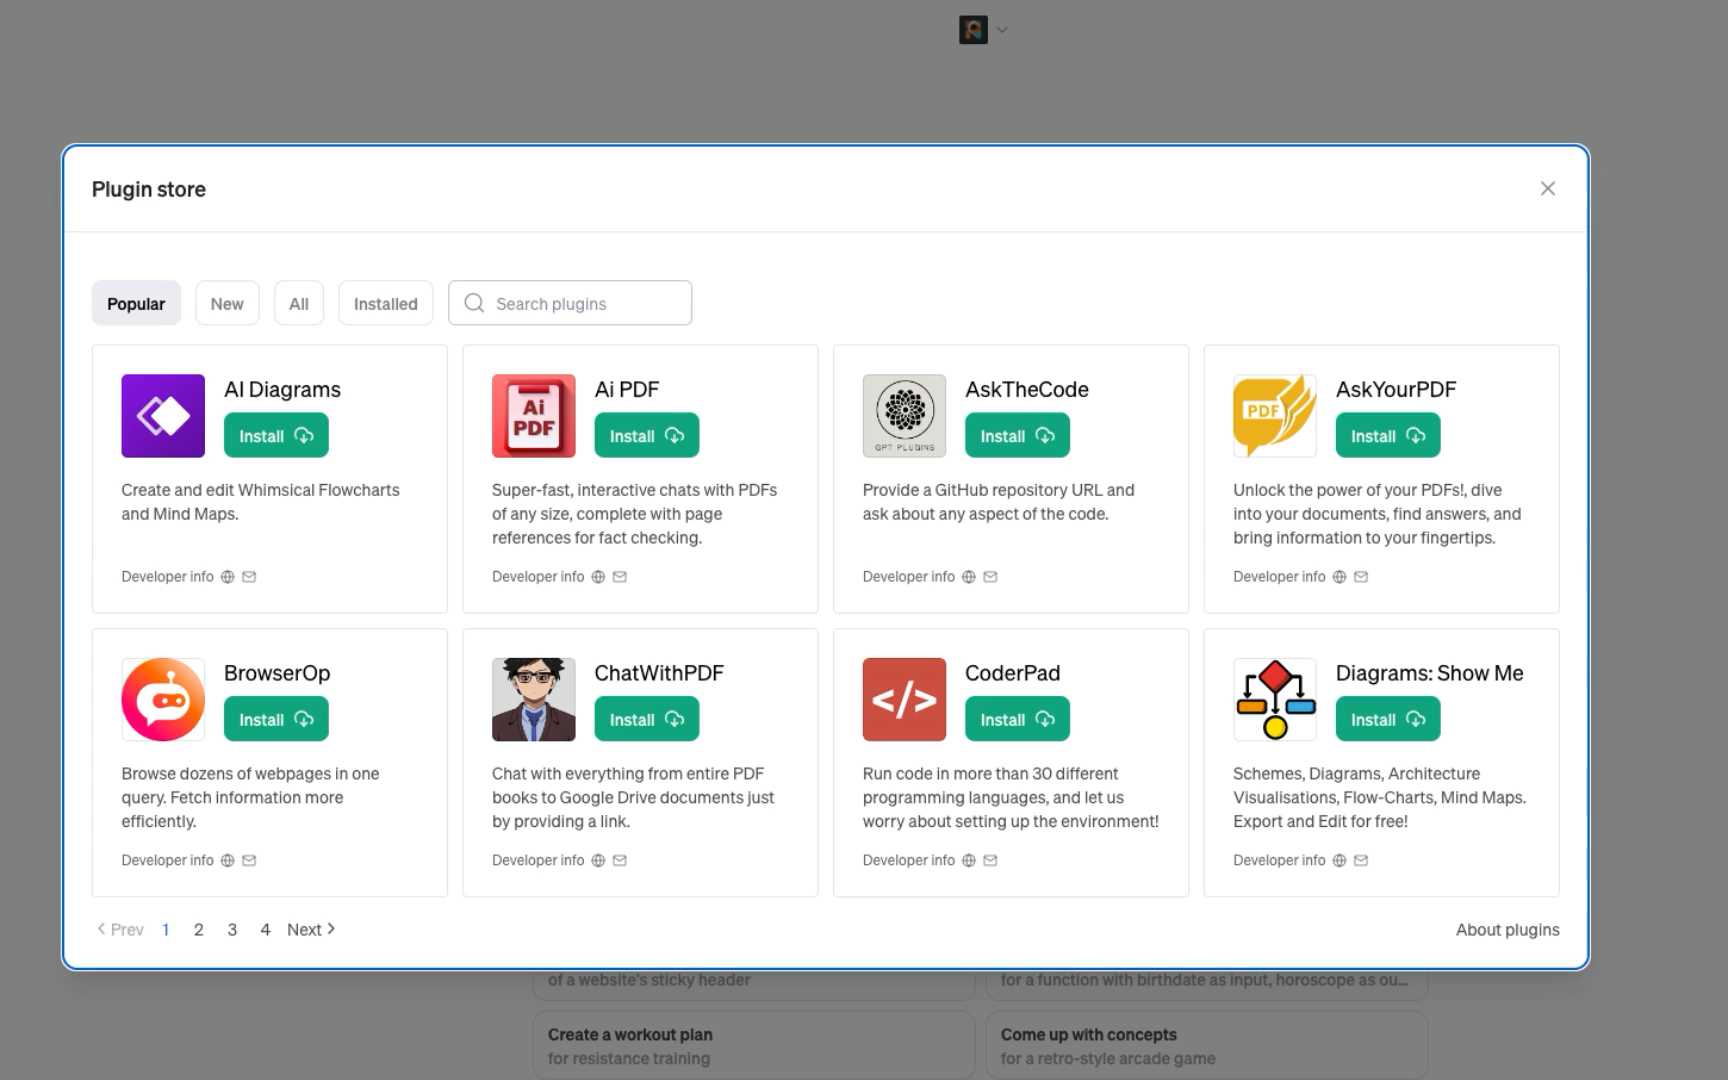 Plugin store
Popular
New
All
Installed
Search plugins
AI Diagrams
Install
Create and edit Whimsical Flowcharts
and Mind Maps.
Developer info
Ai
PDF
Ai PDF
Install
Super-fast, interactive chats with PDFs
of any size, complete with page
references for fact checking.
Developer info
GPT PLUGINS
AskTheCode
Install
Provide a GitHub repository URL and
ask about any aspect of the code.
Developer info
PDF
AskYourPDF
Install
Unlock the power of your PDFs!, dive
into your documents, find answers, and
bring information to your fingertips.
Developer info
BrowserOp
Install
Browse dozens of webpages in one
query. Fetch information more
efficiently.
Developer info
ChatWithPDF
Install
Chat with everything from entire PDF
books to Google Drive documents just
by providing a link.
Developer info
</>
CoderPad
Install
Run code in more than 30 different
programming languages, and let us
worry about setting up the environment!
Developer info
Diagrams: Show Me
Install
Schemes, Diagrams, Architecture
Visualisations, Flow-Charts, Mind Maps.
Export and Edit for free!
Developer info
Prev 1 2 3 4 Next
About plugins
of a website's sticky header
for a function with birthdate as input, horoscope as ou...
Create a workout plan
for resistance training
Come up with concepts
for a retro-style arcade game